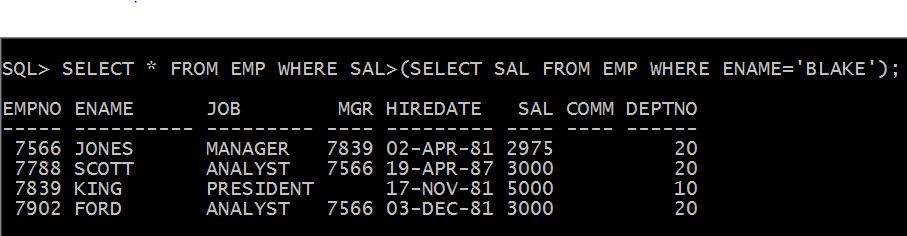 SQL> SELECT * FROM EMP WHERE SAL>(SELECT SAL FROM EMP WHERE ENAME='BLAKE');
EMPNO ENAME      JOB         MGR HIREDATE   SAL COMM DEPTNO
----- ---------- --------- ---- --------- ---- ---- ------
 7566 JONES      MANAGER   7839 02-APR-81 2975          20
 7788 SCOTT      ANALYST   7566 19-APR-87 3000          20
 7839 KING       PRESIDENT      17-NOV-81 5000          10
 7902 FORD       ANALYST   7566 03-DEC-81 3000          20